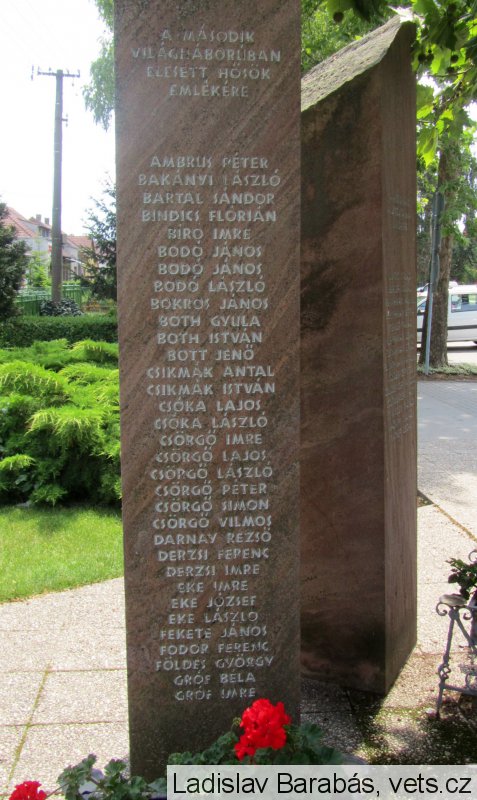 A MÁSODIK
VILÁGHÁBORÚBAN
ELESETT HŐSÖK
EMLÉKÉRE
AMBRUS PÉTER
BAKÁNYI LÁSZLÓ
BARTAL SÁNDOR
BINDICS FLÓRIÁN
BÍRÓ IMRE
BODÓ JÁNOS
BODÓ JÁNOS
BODÓ LÁSZLÓ
BOKROS JÁNOS
BOTH GYULA
BOTH ISTVÁN
BOTT JENŐ
CSIKMÁK ANTAL
CSIKMÁK ISTVÁN
CSÓKA LAJOS
CSÓKA LÁSZLÓ
CSÖRGŐ IMRE
CSÖRGŐ LAJOS
CSÖRGŐ LÁSZLÓ
CSÖRGŐ PÉTER
CSÖRGŐ SIMON
CSÖRGŐ VILMOS
DARNAY REZSŐ
DERZSI FERENC
DERZSI IMRE
EKE IMRE
EKE JÓZSEF
EKE LÁSZLÓ
FEKETE JÁNOS
FODOR FERENC
FÖLDES GYÖRGY
GRÓF BÉLA
GRÓF IMRE
Ladislav Barabás, vets.cz